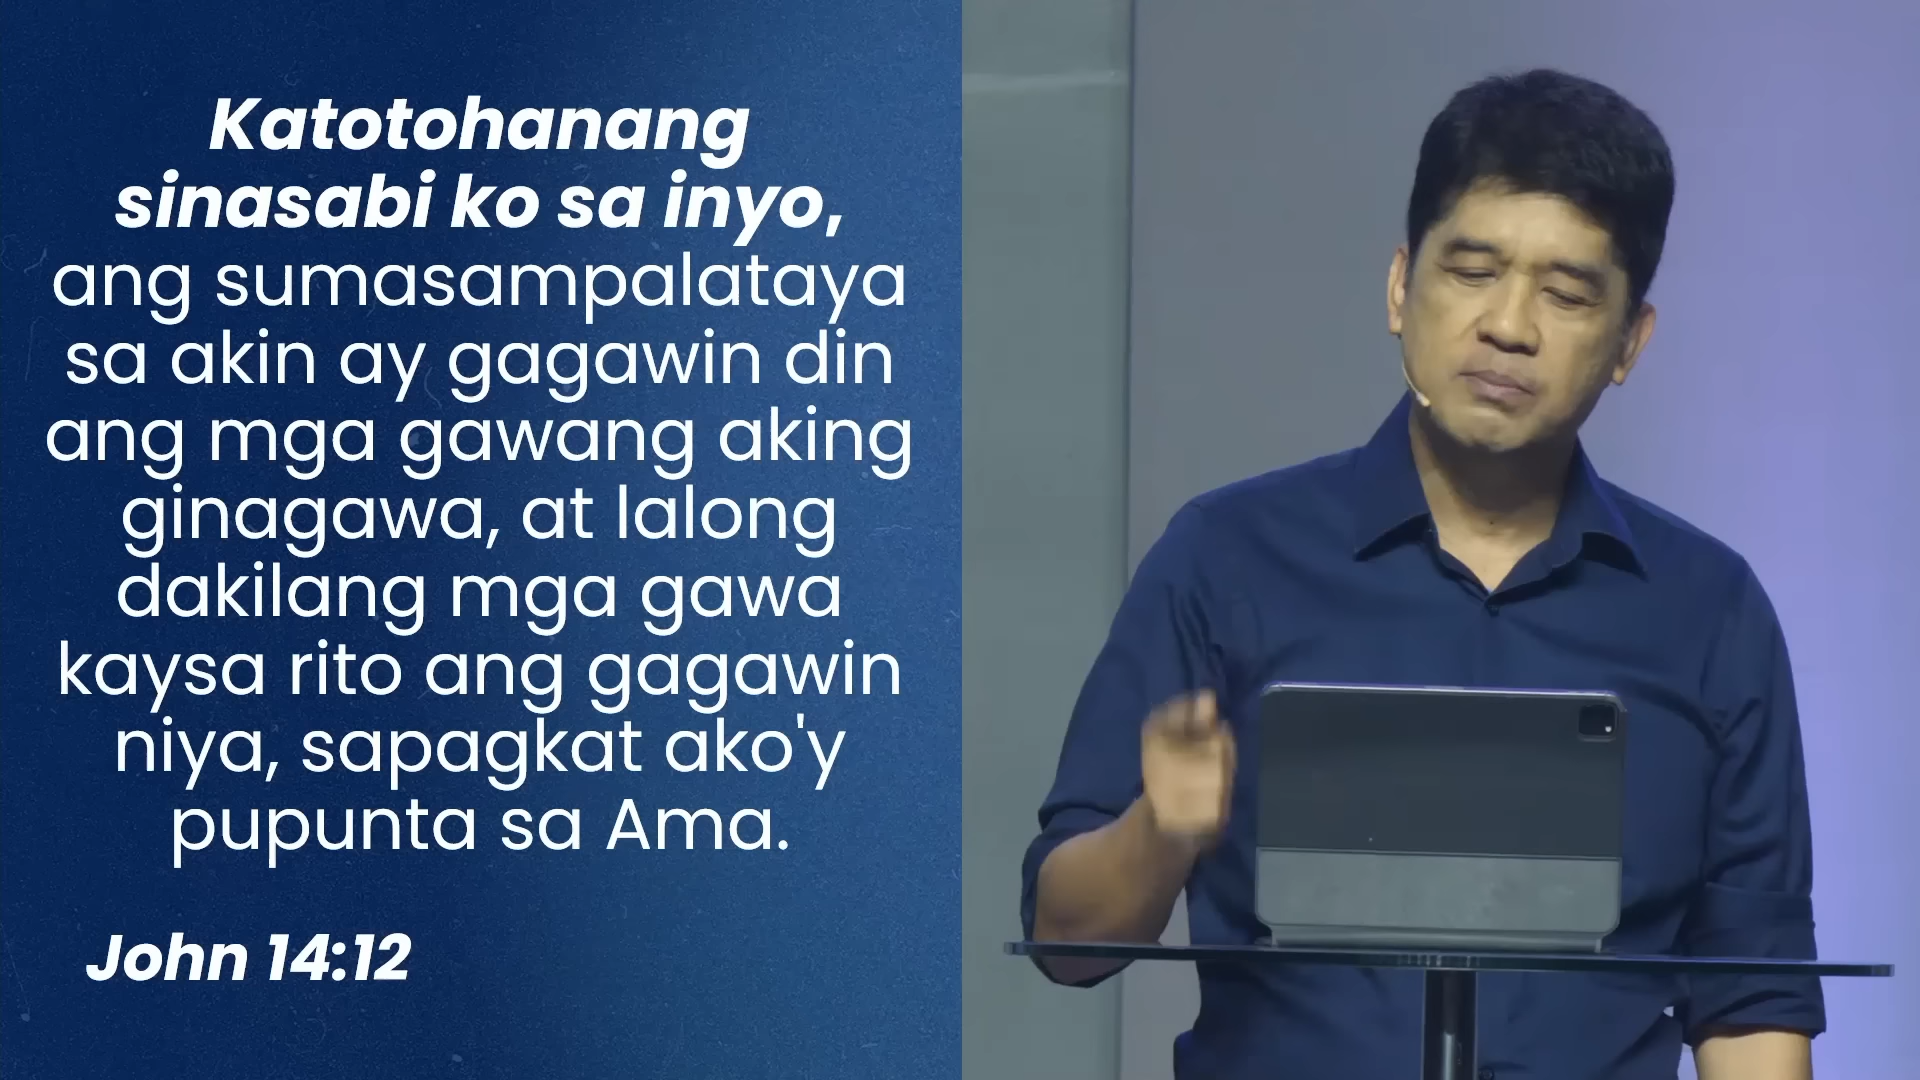 Katotohanang
sinasabi ko sa inyo,
ang sumasampalataya
sa akin ay gagawin din
ang mga gawang aking
ginagawa, at lalong
dakilang mga gawa
kaysa rito ang gagawin
niya, sapagkat ako'y
pupunta sa Ama.
John 14:12